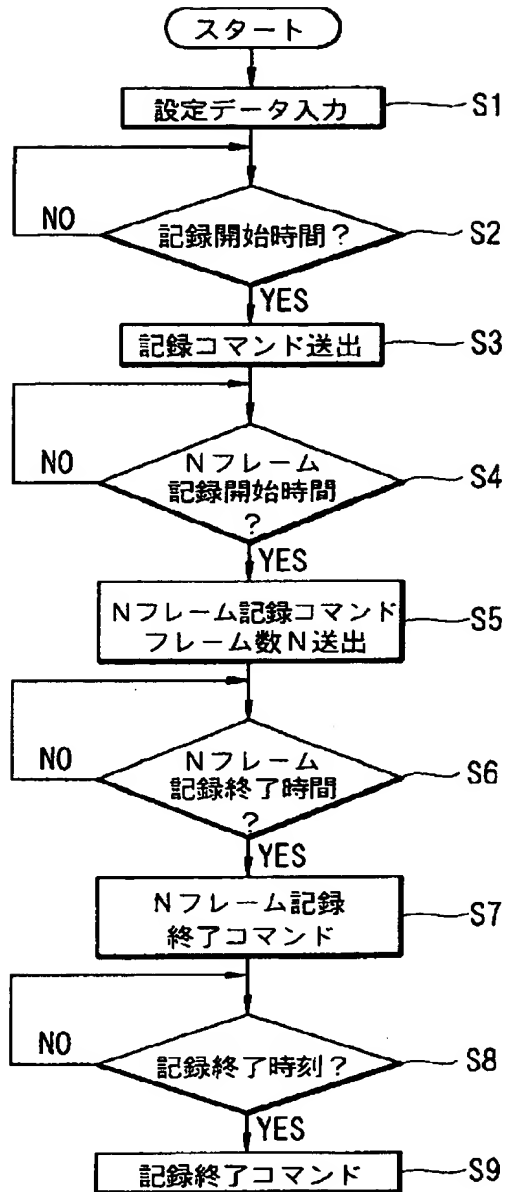 スタート
設定データ入力
S1
NO
記録開始時間?
S2
YES
記録コマンド送出
S3
NO
Nフレーム
記録開始時間
?
S4
YES
Nフレーム記録コマンド
フレーム数N送出
S5
NO
Nフレーム
記録終了時間
?
S6
YES
Nフレーム記録
終了コマンド
S7
NO
記録終了時刻?
S8
YES
記録終了コマンド
S9